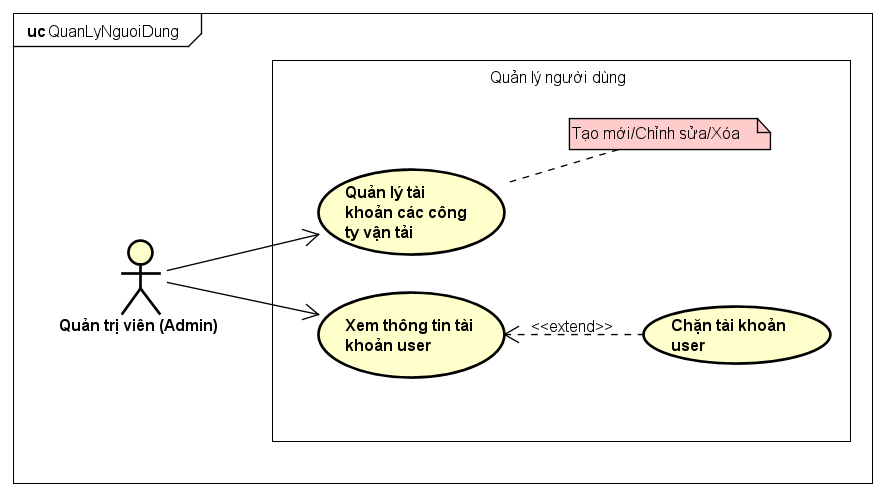 uc QuanLyNguoiDung
Quản lý người dùng
Tạo mới/Chỉnh sửa/Xóa
Quản lý tài
khoản các công
ty vận tải
Quản trị viên (Admin)
Xem thông tin tài
khoản user
<<extend>>
Chặn tài khoản
user